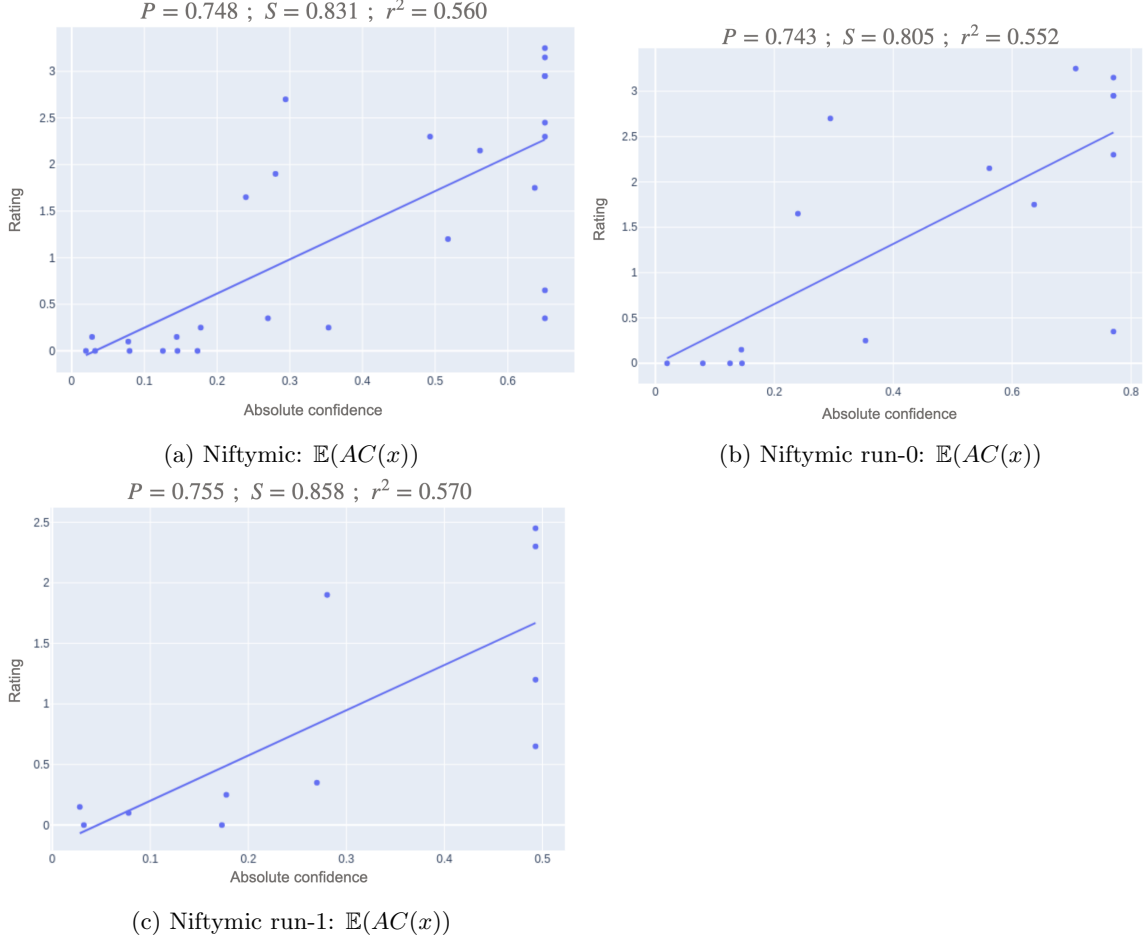 P = 0.748 ; S = 0.831 ; r² = 0.560
3
2.5
2
1.5
1
0.5
0
Rating
0 0.1 0.2 0.3 0.4 0.5 0.6
Absolute confidence
(a) Niftymic: 𝔼(AC(x))
P = 0.743 ; S = 0.805 ; r² = 0.552
3
2.5
2
1.5
1
0.5
0
Rating
0 0.2 0.4 0.6 0.8
Absolute confidence
(b) Niftymic run-0: 𝔼(AC(x))
P = 0.755 ; S = 0.858 ; r² = 0.570
2.5
2
1.5
1
0.5
0
Rating
0 0.1 0.2 0.3 0.4 0.5
Absolute confidence
(c) Niftymic run-1: 𝔼(AC(x))